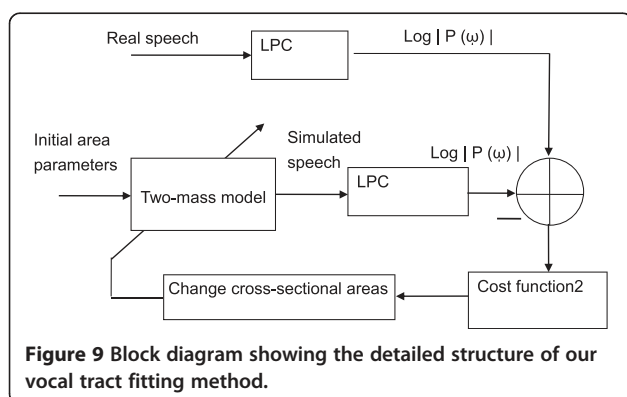 Real speech
LPC
Log | P (ω) |
Initial area
parameters
Simulated
speech
Log | P (ω) |
Two-mass model
LPC
Change cross-sectional areas
Cost function2
Figure 9 Block diagram showing the detailed structure of our
vocal tract fitting method.